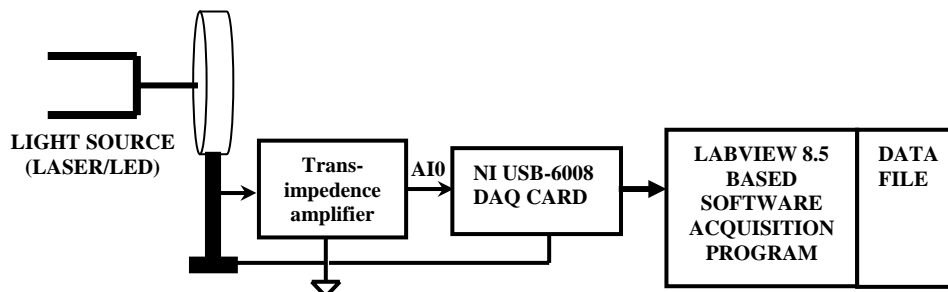 LIGHT SOURCE
(LASER/LED)
Trans-
impedence
amplifier
AI0
NI USB-6008
DAQ CARD
LABVIEW 8.5
BASED
SOFTWARE
ACQUISITION
PROGRAM
DATA
FILE